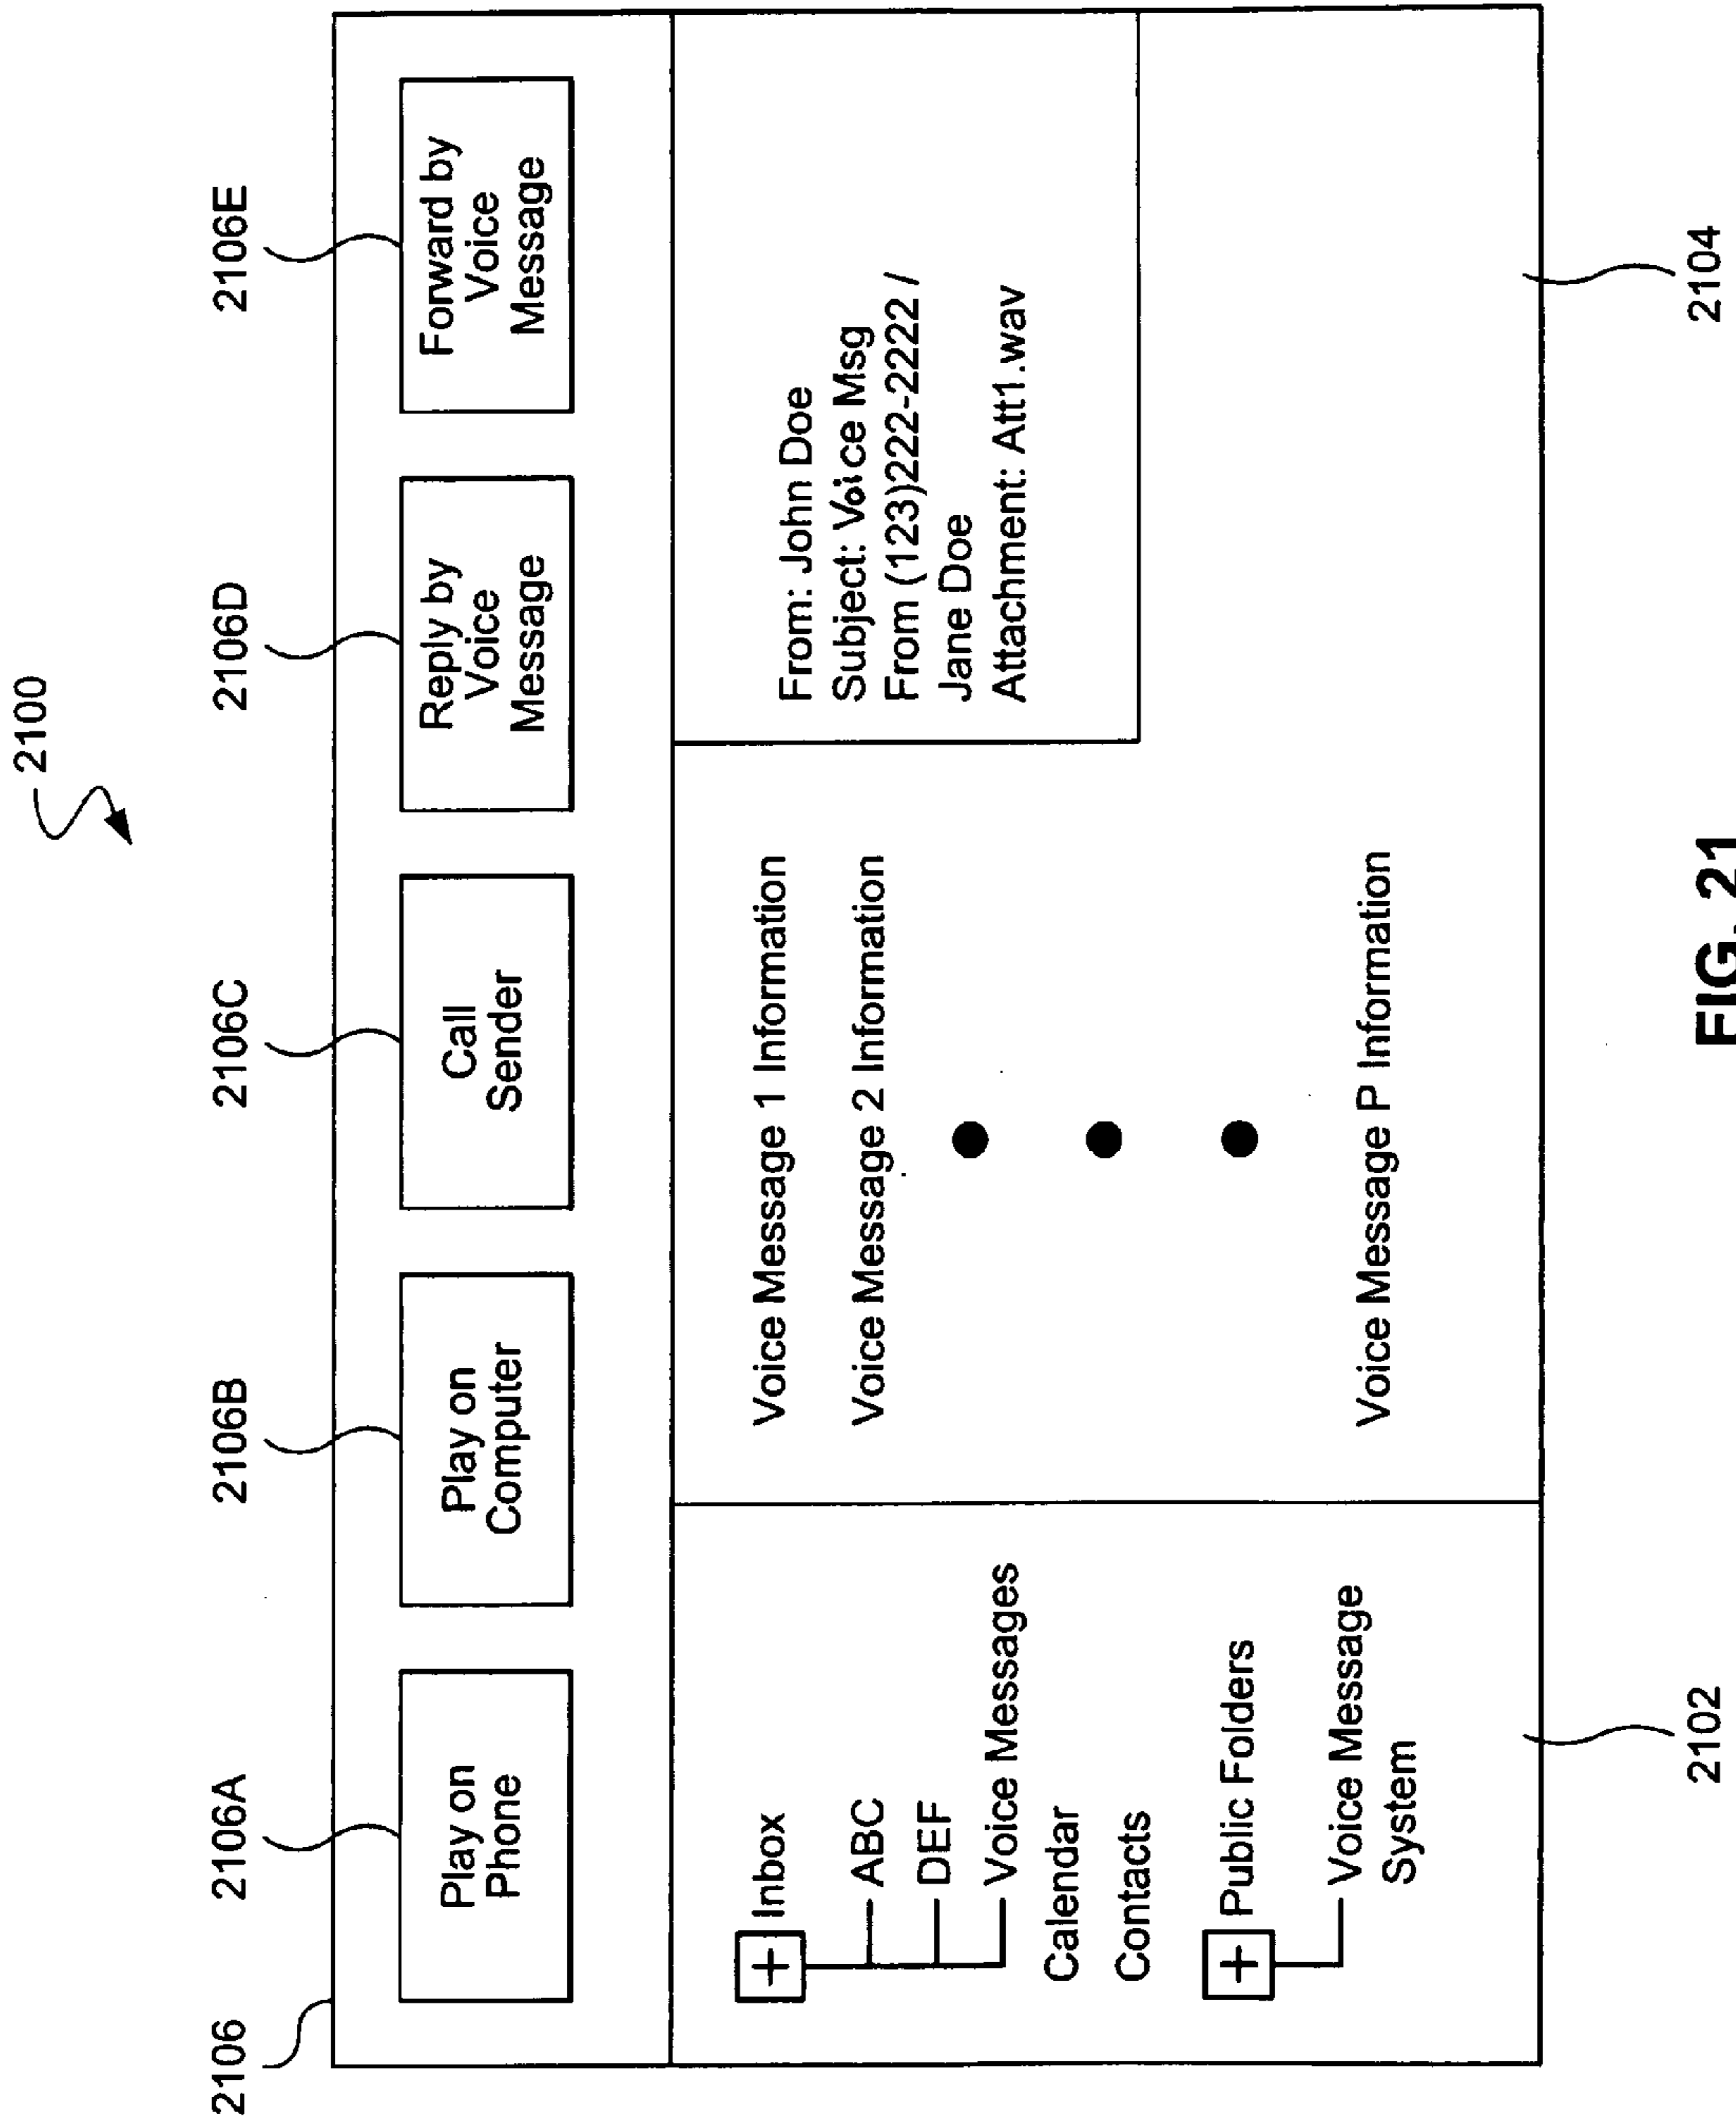 2100
2106
2106A
2106B
2106C
2106D
2106E
Play on
Phone
Play on
Computer
Call
Sender
Reply by
Voice
Message
Forward by
Voice
Message
+ Inbox
ABC
DEF
Voice Messages
Calendar
Contacts
+ Public Folders
Voice Message
System
Voice Message 1 Information
Voice Message 2 Information
Voice Message P Information
From: John Doe
Subject: Voice Msg
From (123)222-2222 /
Jane Doe
Attachment: Att1.wav
2102
2104
FIG. 21